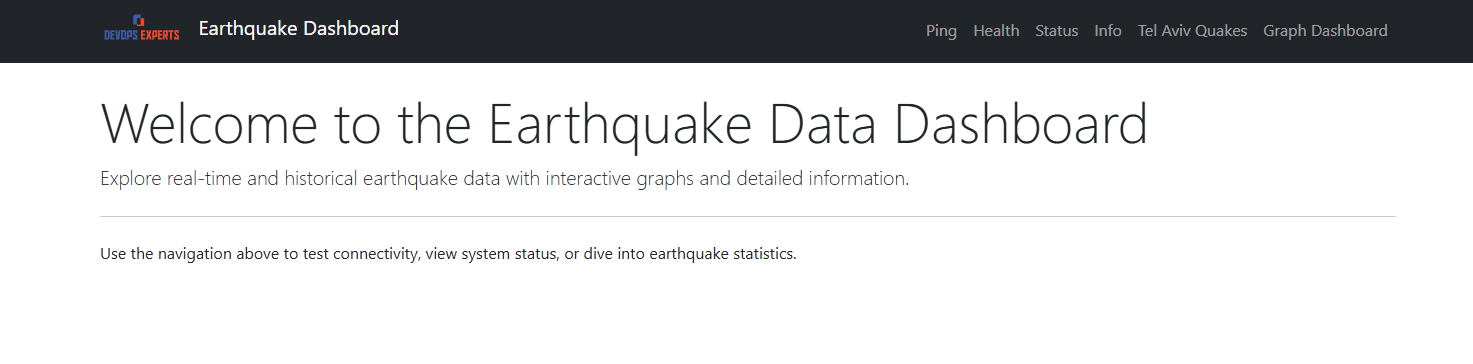 DEVOPS EXPERTS
Earthquake Dashboard
Ping Health Status Info Tel Aviv Quakes Graph Dashboard
Welcome to the Earthquake Data Dashboard
Explore real-time and historical earthquake data with interactive graphs and detailed information.
Use the navigation above to test connectivity, view system status, or dive into earthquake statistics.